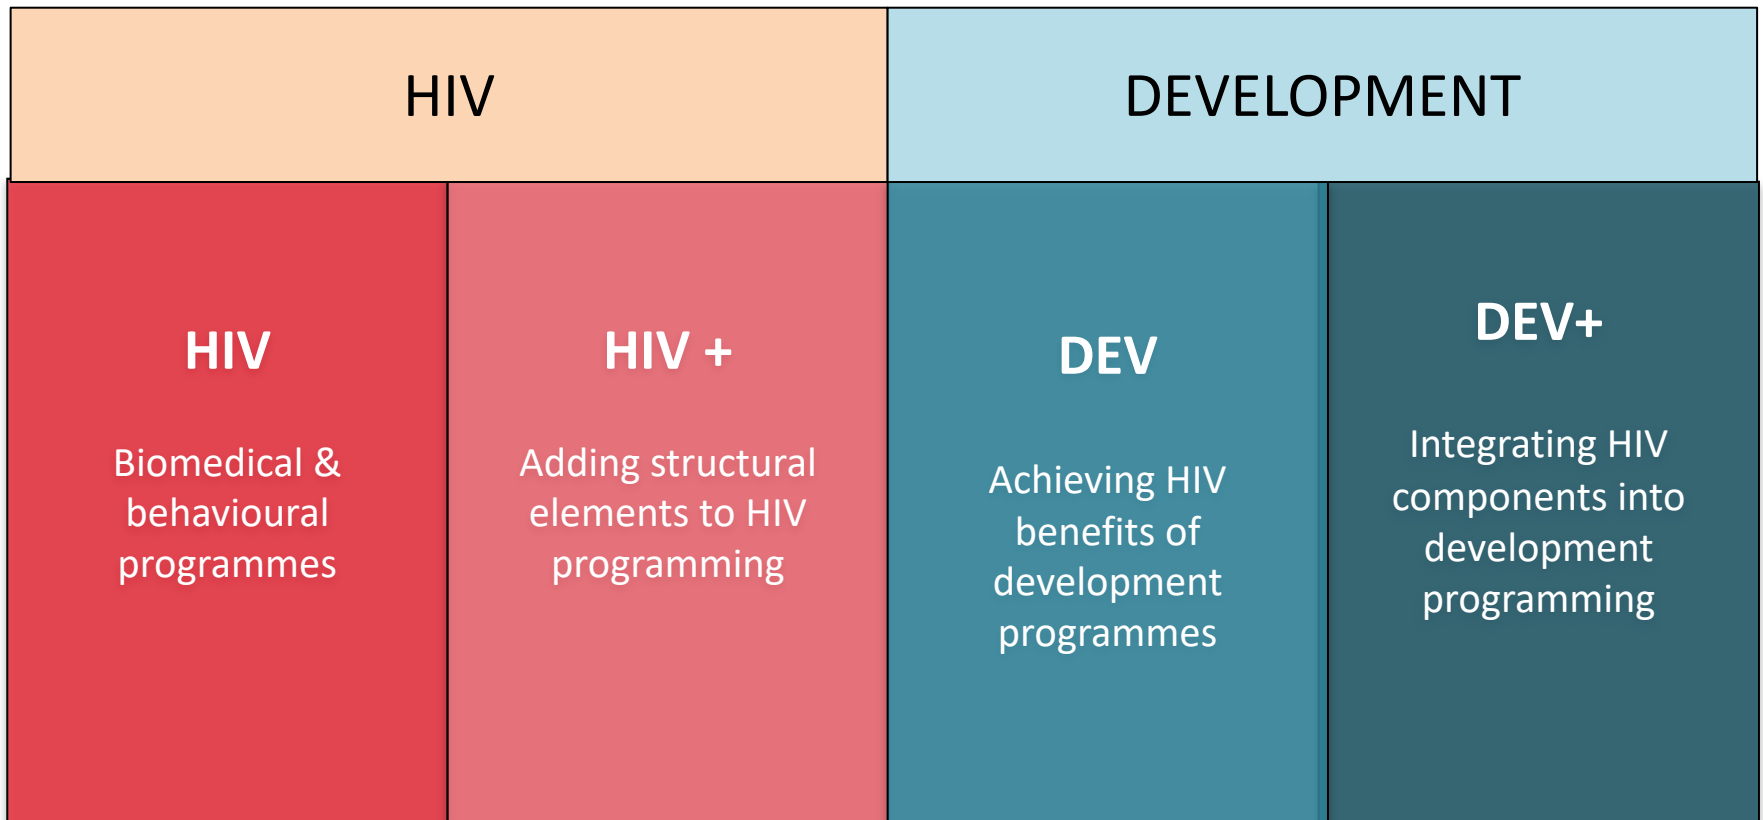 HIV
DEVELOPMENT
HIV
Biomedical &
behavioural
programmes
HIV +
Adding structural
elements to HIV
programming
DEV
Achieving HIV
benefits of
development
programmes
DEV+
Integrating HIV
components into
development
programming